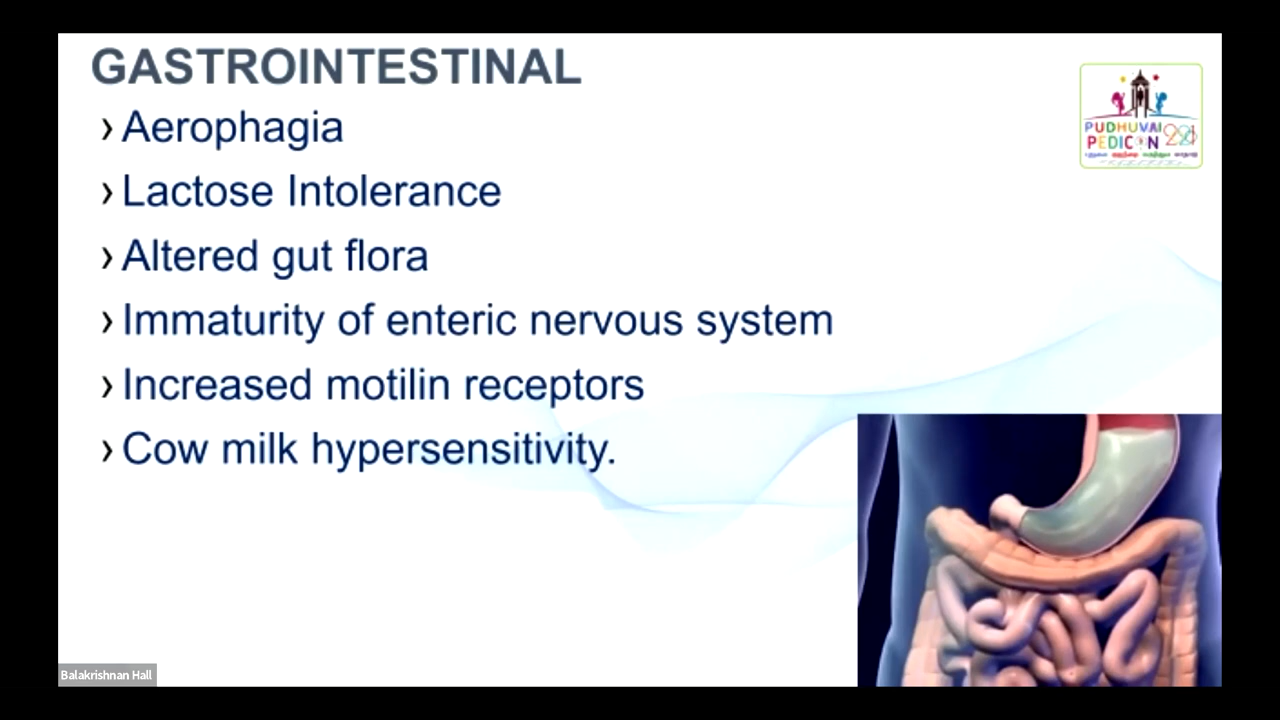 GASTROINTESTINAL
› Aerophagia
› Lactose Intolerance
› Altered gut flora
› Immaturity of enteric nervous system
› Increased motilin receptors
› Cow milk hypersensitivity.
PUDHUVAI
PEDICON
Balakrishnan Hall